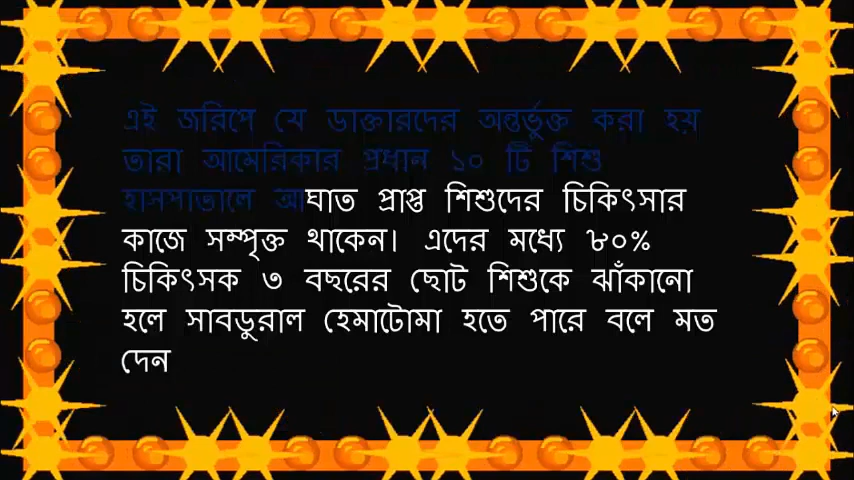 এই জরিপে যে ডাক্তারদের অন্তর্ভুক্ত করা হয়
তারা আমেরিকার প্রধান ১০ টি শিশু
হাসপাতালে আঘাত প্রাপ্ত শিশুদের চিকিৎসার
কাজে সম্পৃক্ত থাকেন। এদের মধ্যে ৮০%
চিকিৎসক ৩ বছরের ছোট শিশুকে ঝাঁকানো
হলে সাবডুরাল হেমাটোমা হতে পারে বলে মত
দেন